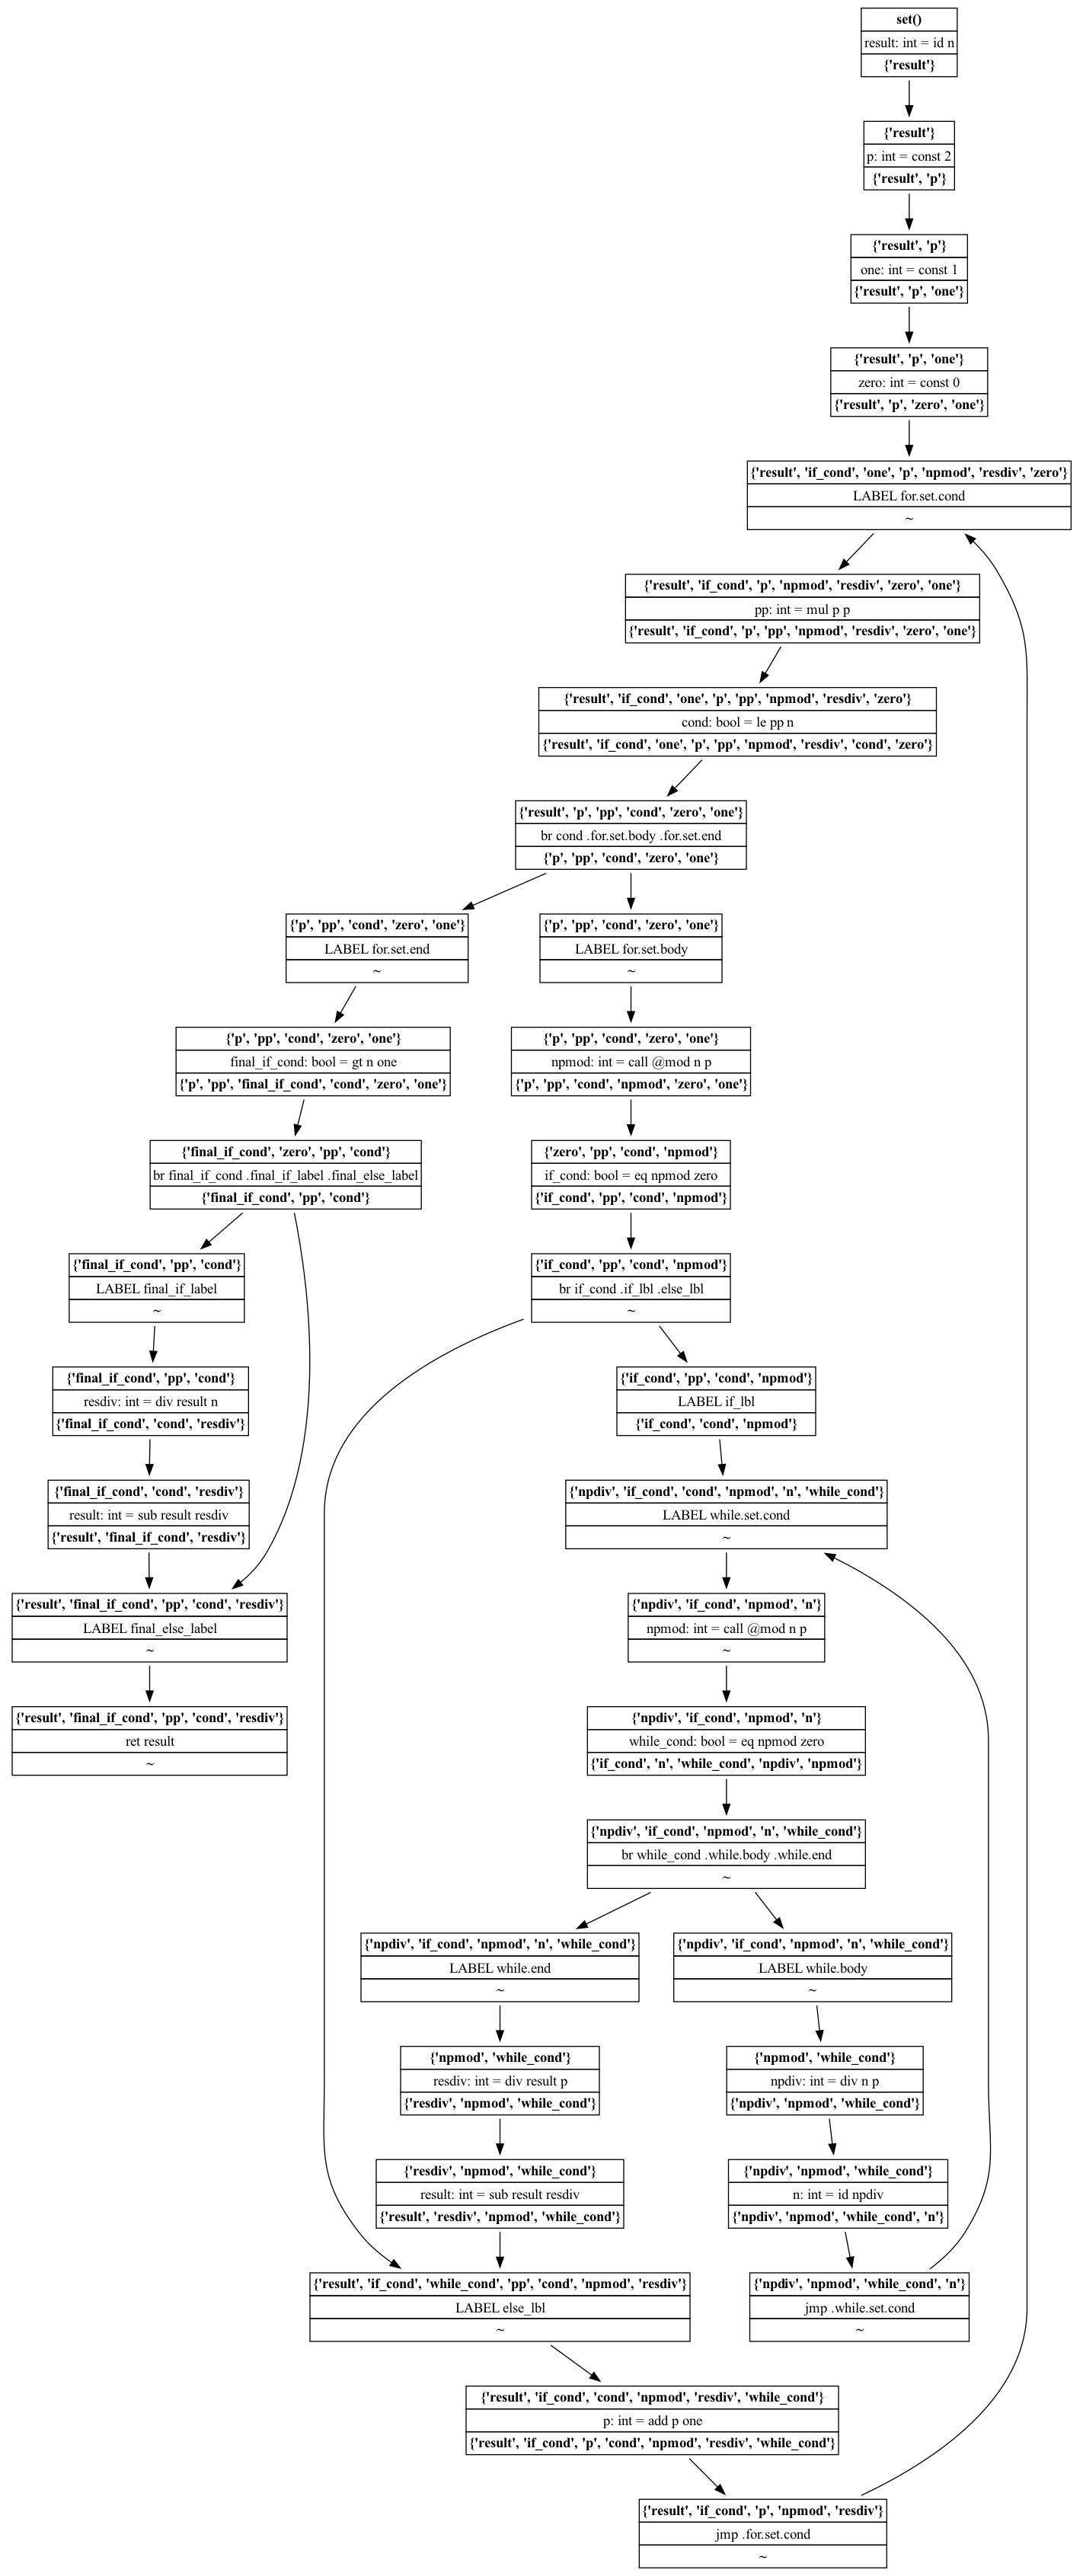 set()
result: int = id n
{'result'}
{'result'}
p: int = const 2
{'result', 'p'}
{'result', 'p'}
one: int = const 1
{'result', 'p', 'one'}
{'result', 'p', 'one'}
zero: int = const 0
{'result', 'p', 'zero', 'one'}
{'result', 'if_cond', 'one', 'p', 'npmod', 'resdiv', 'zero'}
LABEL for.set.cond
~
{'result', 'if_cond', 'p', 'npmod', 'resdiv', 'zero', 'one'}
pp: int = mul p p
{'result', 'if_cond', 'p', 'pp', 'npmod', 'resdiv', 'zero', 'one'}
{'result', 'if_cond', 'one', 'p', 'pp', 'npmod', 'resdiv', 'zero'}
cond: bool = le pp n
{'result', 'if_cond', 'one', 'p', 'pp', 'npmod', 'resdiv', 'cond', 'zero'}
{'result', 'p', 'pp', 'cond', 'zero', 'one'}
br cond .for.set.body .for.set.end
{'p', 'pp', 'cond', 'zero', 'one'}
{'p', 'pp', 'cond', 'zero', 'one'}
LABEL for.set.end
~
{'p', 'pp', 'cond', 'zero', 'one'}
LABEL for.set.body
~
{'p', 'pp', 'cond', 'zero', 'one'}
final_if_cond: bool = gt n one
{'p', 'pp', 'final_if_cond', 'cond', 'zero', 'one'}
{'p', 'pp', 'cond', 'zero', 'one'}
npmod: int = call @mod n p
{'p', 'pp', 'cond', 'npmod', 'zero', 'one'}
{'final_if_cond', 'zero', 'pp', 'cond'}
br final_if_cond .final_if_label .final_else_label
{'final_if_cond', 'pp', 'cond'}
{'zero', 'pp', 'cond', 'npmod'}
if_cond: bool = eq npmod zero
{'if_cond', 'pp', 'cond', 'npmod'}
{'final_if_cond', 'pp', 'cond'}
LABEL final_if_label
~
{'if_cond', 'pp', 'cond', 'npmod'}
br if_cond .if_lbl .else_lbl
~
{'final_if_cond', 'pp', 'cond'}
resdiv: int = div result n
{'final_if_cond', 'cond', 'resdiv'}
{'if_cond', 'pp', 'cond', 'npmod'}
LABEL if_lbl
{'if_cond', 'cond', 'npmod'}
{'final_if_cond', 'cond', 'resdiv'}
result: int = sub result resdiv
{'result', 'final_if_cond', 'resdiv'}
{'npdiv', 'if_cond', 'cond', 'npmod', 'n', 'while_cond'}
LABEL while.set.cond
~
{'result', 'final_if_cond', 'pp', 'cond', 'resdiv'}
LABEL final_else_label
~
{'npdiv', 'if_cond', 'npmod', 'n'}
npmod: int = call @mod n p
~
{'result', 'final_if_cond', 'pp', 'cond', 'resdiv'}
ret result
~
{'npdiv', 'if_cond', 'npmod', 'n'}
while_cond: bool = eq npmod zero
{'if_cond', 'n', 'while_cond', 'npdiv', 'npmod'}
{'npdiv', 'if_cond', 'npmod', 'n', 'while_cond'}
br while_cond .while.body .while.end
~
{'npdiv', 'if_cond', 'npmod', 'n', 'while_cond'}
LABEL while.end
~
{'npdiv', 'if_cond', 'npmod', 'n', 'while_cond'}
LABEL while.body
~
{'npmod', 'while_cond'}
resdiv: int = div result p
{'resdiv', 'npmod', 'while_cond'}
{'npmod', 'while_cond'}
npdiv: int = div n p
{'npdiv', 'npmod', 'while_cond'}
{'resdiv', 'npmod', 'while_cond'}
result: int = sub result resdiv
{'result', 'resdiv', 'npmod', 'while_cond'}
{'npdiv', 'npmod', 'while_cond'}
n: int = id npdiv
{'npdiv', 'npmod', 'while_cond', 'n'}
{'result', 'if_cond', 'while_cond', 'pp', 'cond', 'npmod', 'resdiv'}
LABEL else_lbl
~
{'npdiv', 'npmod', 'while_cond', 'n'}
jmp .while.set.cond
~
{'result', 'if_cond', 'cond', 'npmod', 'resdiv', 'while_cond'}
p: int = add p one
{'result', 'if_cond', 'p', 'cond', 'npmod', 'resdiv', 'while_cond'}
{'result', 'if_cond', 'p', 'npmod', 'resdiv'}
jmp .for.set.cond
~